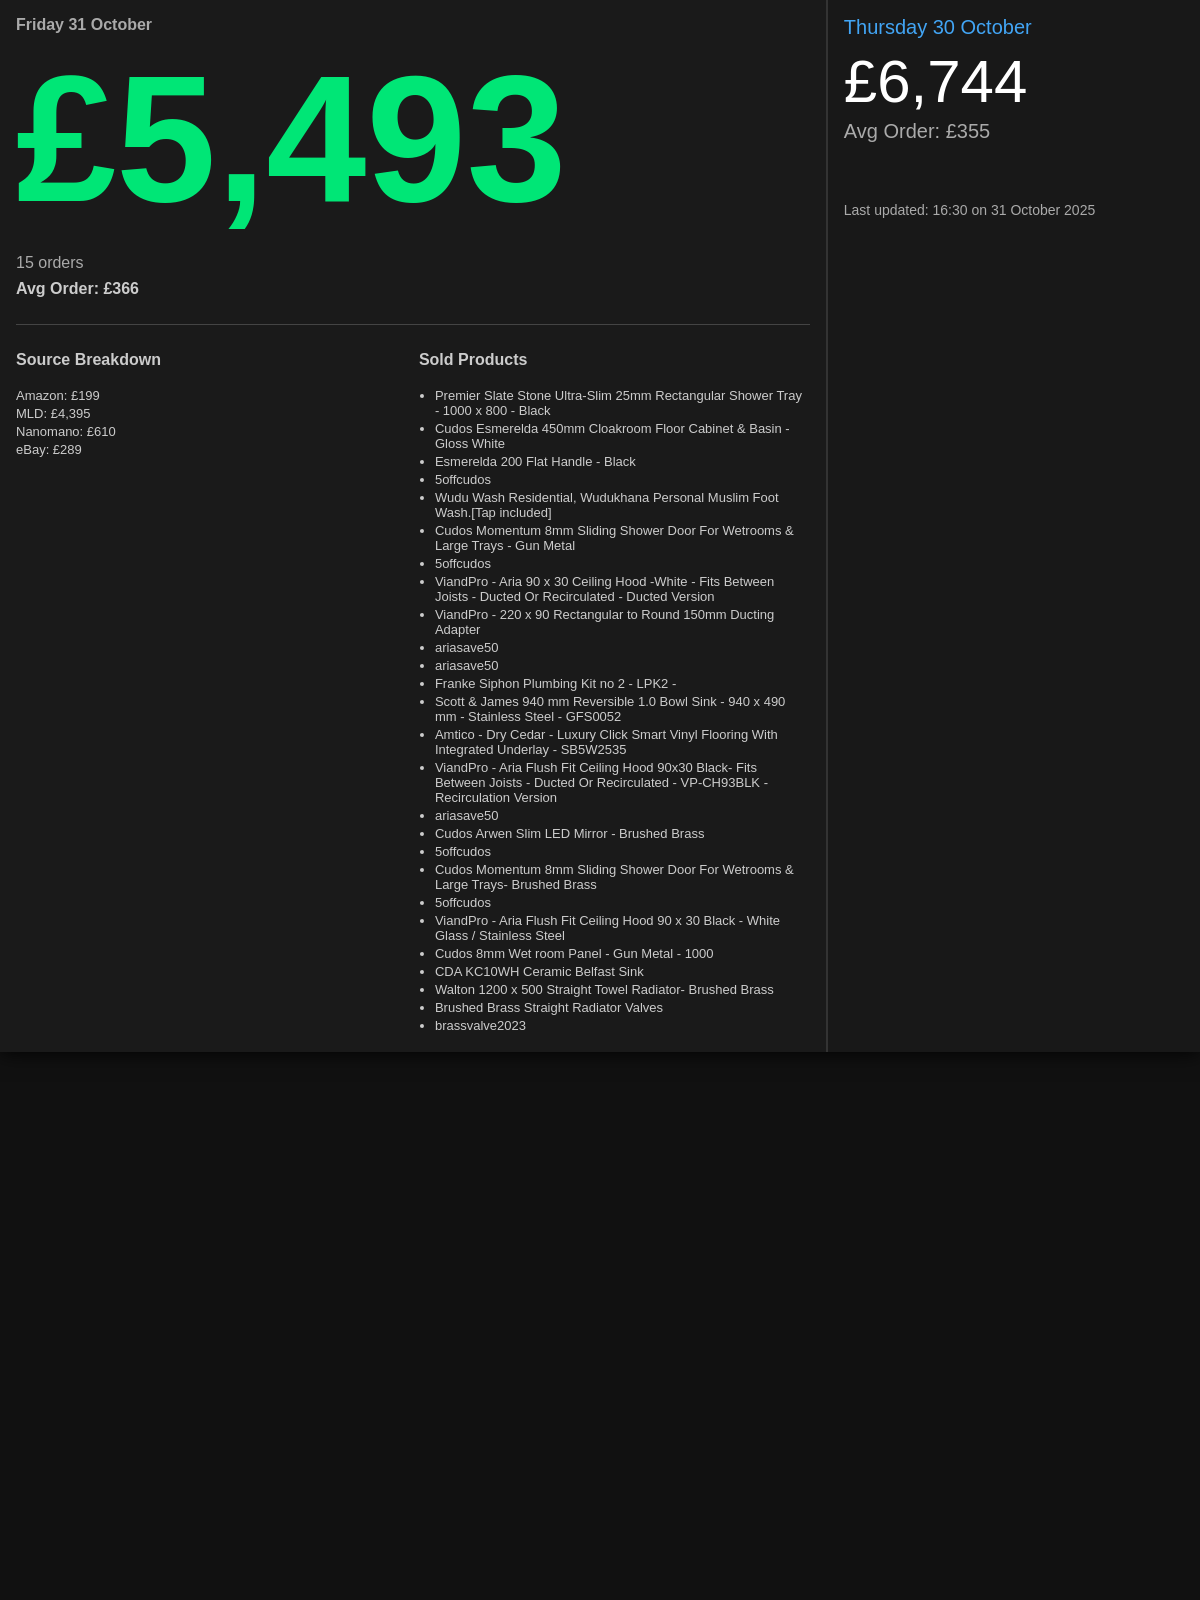 Friday 31 October
£5,493
15 orders
Avg Order: £366
Source Breakdown
Amazon: £199
MLD: £4,395
Nanomano: £610
eBay: £289
Sold Products
• Premier Slate Stone Ultra-Slim 25mm Rectangular Shower Tray
- 1000 x 800 - Black
• Cudos Esmerelda 450mm Cloakroom Floor Cabinet & Basin -
Gloss White
• Esmerelda 200 Flat Handle - Black
• 5offcudos
• Wudu Wash Residential, Wudukhana Personal Muslim Foot
Wash.[Tap included]
• Cudos Momentum 8mm Sliding Shower Door For Wetrooms &
Large Trays - Gun Metal
• 5offcudos
• ViandPro - Aria 90 x 30 Ceiling Hood -White - Fits Between
Joists - Ducted Or Recirculated - Ducted Version
• ViandPro - 220 x 90 Rectangular to Round 150mm Ducting
Adapter
• ariasave50
• ariasave50
• Franke Siphon Plumbing Kit no 2 - LPK2 -
• Scott & James 940 mm Reversible 1.0 Bowl Sink - 940 x 490
mm - Stainless Steel - GFS0052
• Amtico - Dry Cedar - Luxury Click Smart Vinyl Flooring With
Integrated Underlay - SB5W2535
• ViandPro - Aria Flush Fit Ceiling Hood 90x30 Black- Fits
Between Joists - Ducted Or Recirculated - VP-CH93BLK -
Recirculation Version
• ariasave50
• Cudos Arwen Slim LED Mirror - Brushed Brass
• 5offcudos
• Cudos Momentum 8mm Sliding Shower Door For Wetrooms &
Large Trays- Brushed Brass
• 5offcudos
• ViandPro - Aria Flush Fit Ceiling Hood 90 x 30 Black - White
Glass / Stainless Steel
• Cudos 8mm Wet room Panel - Gun Metal - 1000
• CDA KC10WH Ceramic Belfast Sink
• Walton 1200 x 500 Straight Towel Radiator- Brushed Brass
• Brushed Brass Straight Radiator Valves
• brassvalve2023
Thursday 30 October
£6,744
Avg Order: £355
Last updated: 16:30 on 31 October 2025